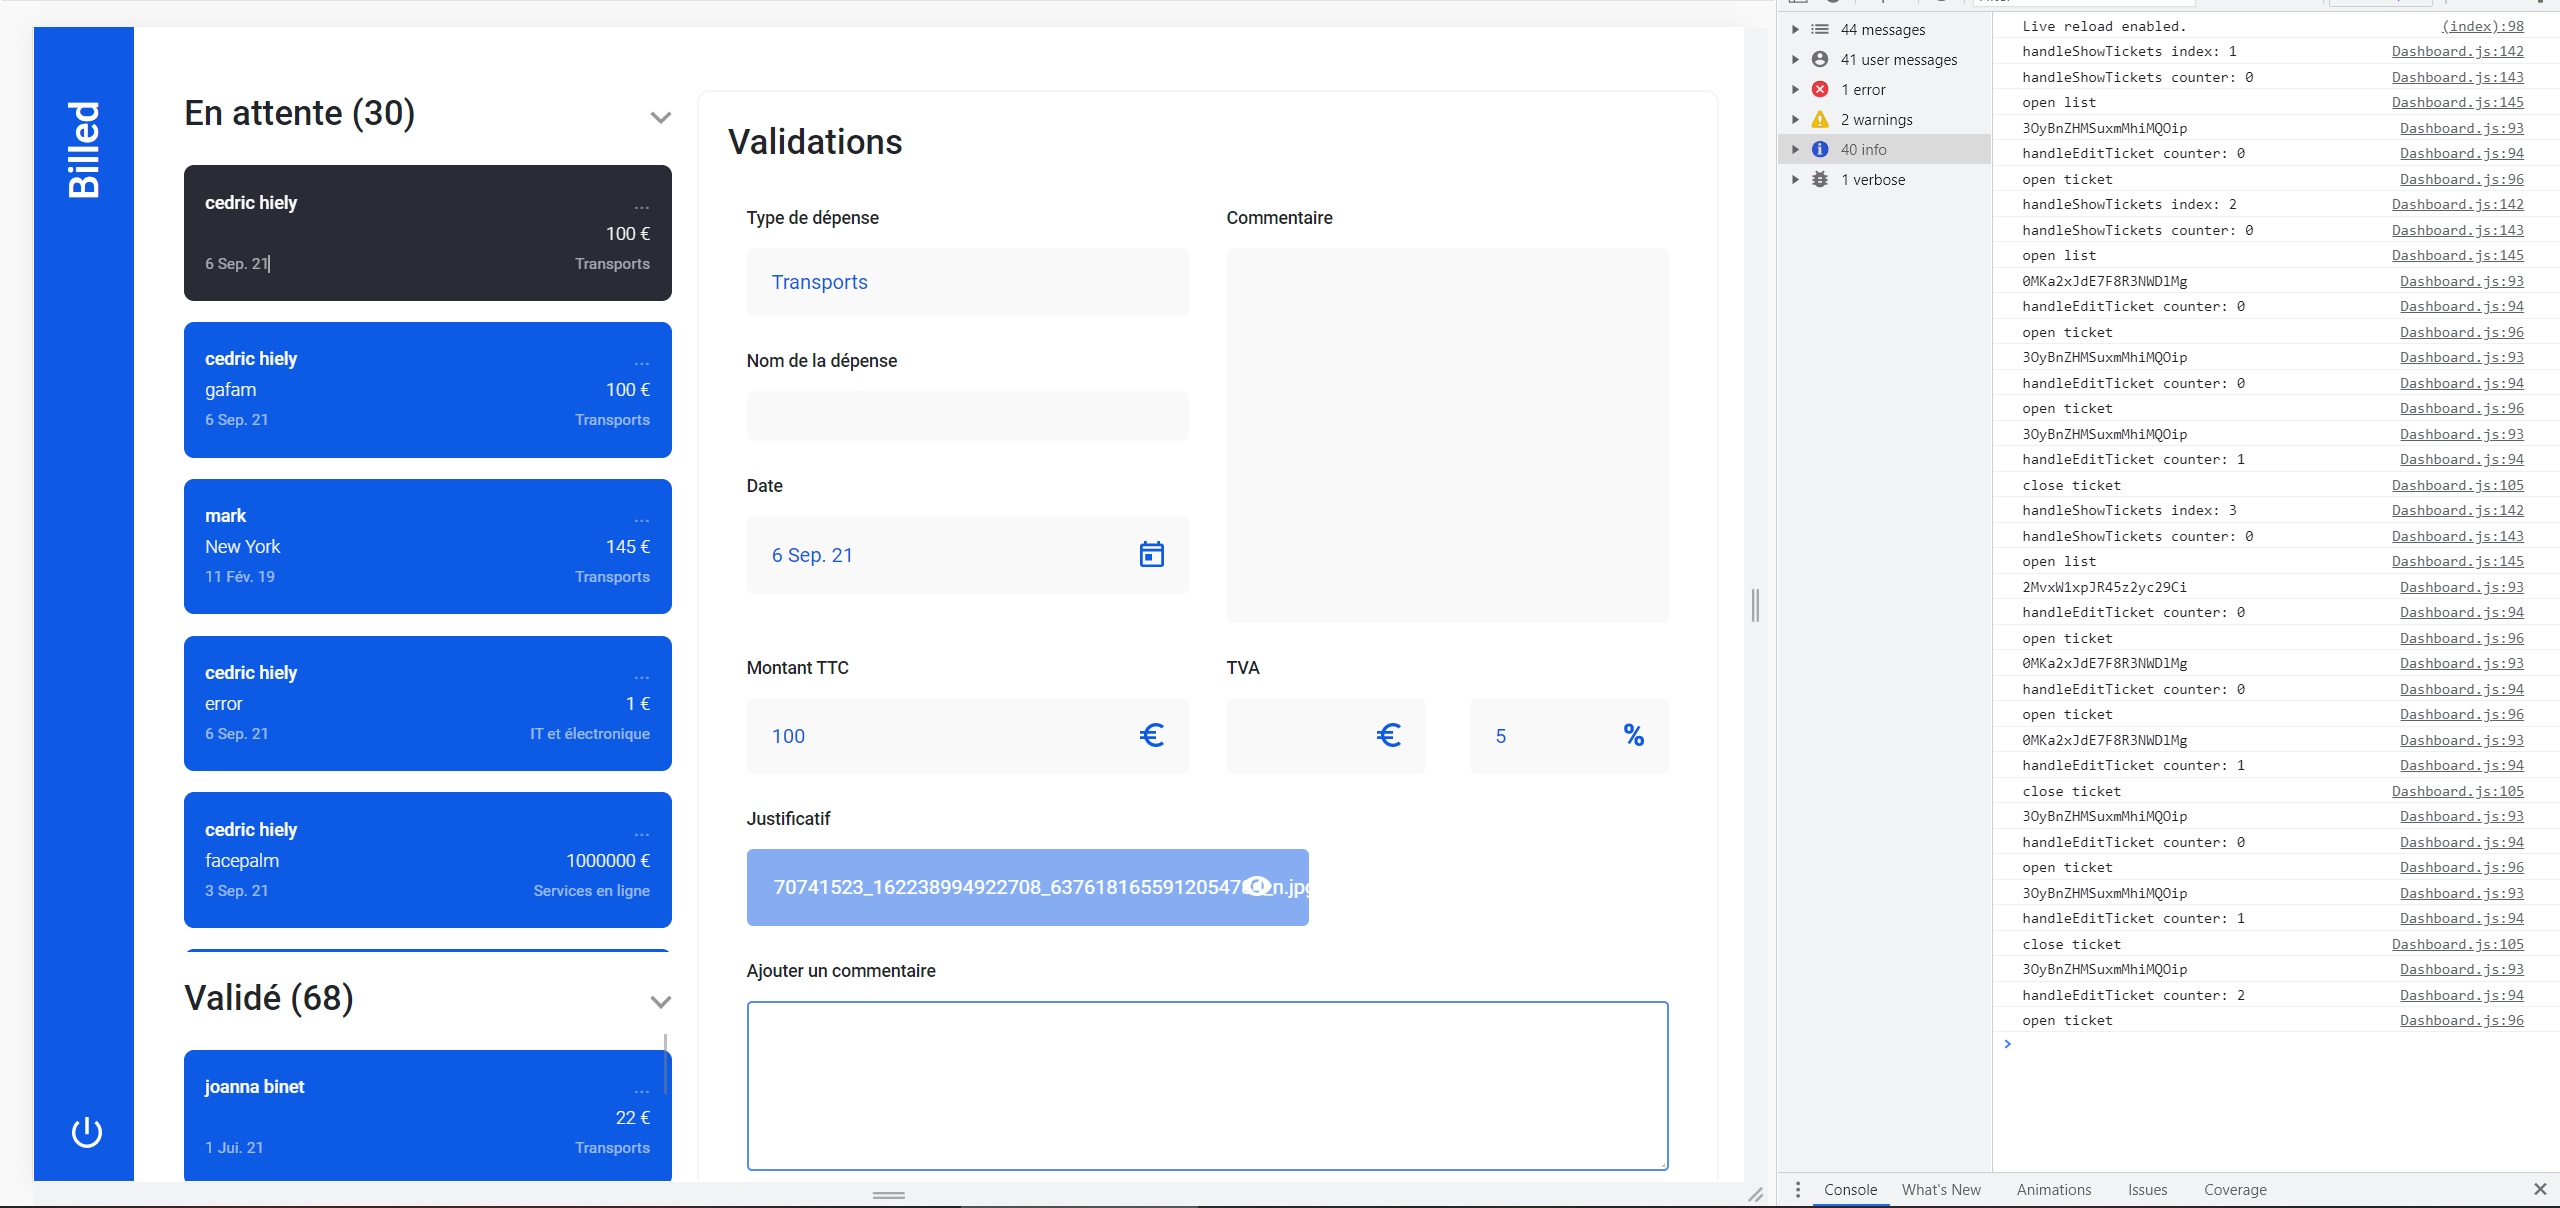 Billed
En attente (30)
cedric hiely
...
100 €
6 Sep. 21
Transports
cedric hiely
...
gafam
100 €
6 Sep. 21
Transports
mark
...
New York
145 €
11 Fév. 19
Transports
cedric hiely
...
error
1 €
6 Sep. 21
IT et électronique
cedric hiely
...
facepalm
1000000 €
3 Sep. 21
Services en ligne
Validé (68)
joanna binet
...
22 €
1 Jui. 21
Transports
Validations
Type de dépense
Transports
Commentaire
Nom de la dépense
Date
6 Sep. 21
Montant TTC
100
€
TVA
€
5
%
Justificatif
Ajouter un commentaire
44 messages
41 user messages
1 error
2 warnings
40 info
1 verbose
Live reload enabled. (index):98
handleShowTickets index: 1 Dashboard.js:142
handleShowTickets counter: 0 Dashboard.js:143
open list Dashboard.js:145
3OyBnZHMSuxmMhiMQOip Dashboard.js:93
handleEditTicket counter: 0 Dashboard.js:94
open ticket Dashboard.js:96
handleShowTickets index: 2 Dashboard.js:142
handleShowTickets counter: 0 Dashboard.js:143
open list Dashboard.js:145
0MKa2xJdE7F8R3NWDlMg Dashboard.js:93
handleEditTicket counter: 0 Dashboard.js:94
open ticket Dashboard.js:96
3OyBnZHMSuxmMhiMQOip Dashboard.js:93
handleEditTicket counter: 0 Dashboard.js:94
open ticket Dashboard.js:96
3OyBnZHMSuxmMhiMQOip Dashboard.js:93
handleEditTicket counter: 1 Dashboard.js:94
close ticket Dashboard.js:105
handleShowTickets index: 3 Dashboard.js:142
handleShowTickets counter: 0 Dashboard.js:143
open list Dashboard.js:145
2MvxW1xpJR45z2yc29Ci Dashboard.js:93
handleEditTicket counter: 0 Dashboard.js:94
open ticket Dashboard.js:96
0MKa2xJdE7F8R3NWDlMg Dashboard.js:93
handleEditTicket counter: 0 Dashboard.js:94
open ticket Dashboard.js:96
0MKa2xJdE7F8R3NWDlMg Dashboard.js:93
handleEditTicket counter: 1 Dashboard.js:94
close ticket Dashboard.js:105
3OyBnZHMSuxmMhiMQOip Dashboard.js:93
handleEditTicket counter: 0 Dashboard.js:94
open ticket Dashboard.js:96
3OyBnZHMSuxmMhiMQOip Dashboard.js:93
handleEditTicket counter: 1 Dashboard.js:94
close ticket Dashboard.js:105
3OyBnZHMSuxmMhiMQOip Dashboard.js:93
handleEditTicket counter: 2 Dashboard.js:94
open ticket Dashboard.js:96
>
Console What's New Animations Issues Coverage